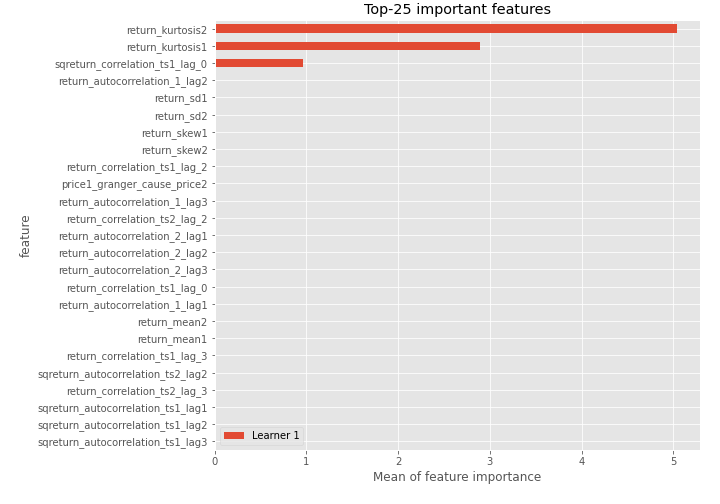 Top-25 important features
return_kurtosis2
return_kurtosis1
sqreturn_correlation_ts1_lag_0
return_autocorrelation_1_lag2
return_sd1
return_sd2
return_skew1
return_skew2
return_correlation_ts1_lag_2
price1_granger_cause_price2
return_autocorrelation_1_lag3
return_correlation_ts2_lag_2
return_autocorrelation_2_lag1
return_autocorrelation_2_lag2
return_autocorrelation_2_lag3
return_correlation_ts1_lag_0
return_autocorrelation_1_lag1
return_mean2
return_mean1
return_correlation_ts1_lag_3
sqreturn_autocorrelation_ts2_lag2
return_correlation_ts2_lag_3
sqreturn_autocorrelation_ts1_lag1
sqreturn_autocorrelation_ts1_lag2
sqreturn_autocorrelation_ts1_lag3
feature
Learner 1
0 1 2 3 4 5
Mean of feature importance